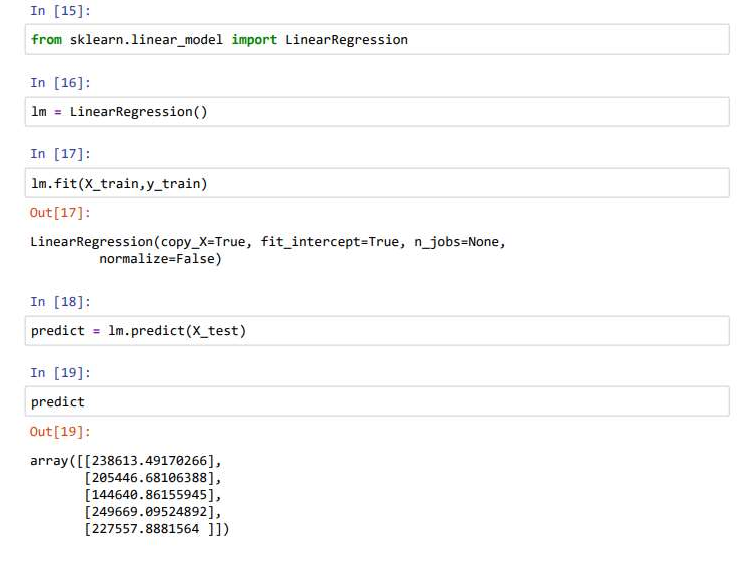 In [15]:
from sklearn.linear_model import LinearRegression
In [16]:
lm = LinearRegression()
In [17]:
lm.fit(X_train,y_train)
Out[17]:
LinearRegression(copy_X=True, fit_intercept=True, n_jobs=None,
         normalize=False)
In [18]:
predict = lm.predict(X_test)
In [19]:
predict
Out[19]:
array([[238613.49170266],
       [205446.68106388],
       [144640.86155945],
       [249669.09524892],
       [227557.8881564 ]])